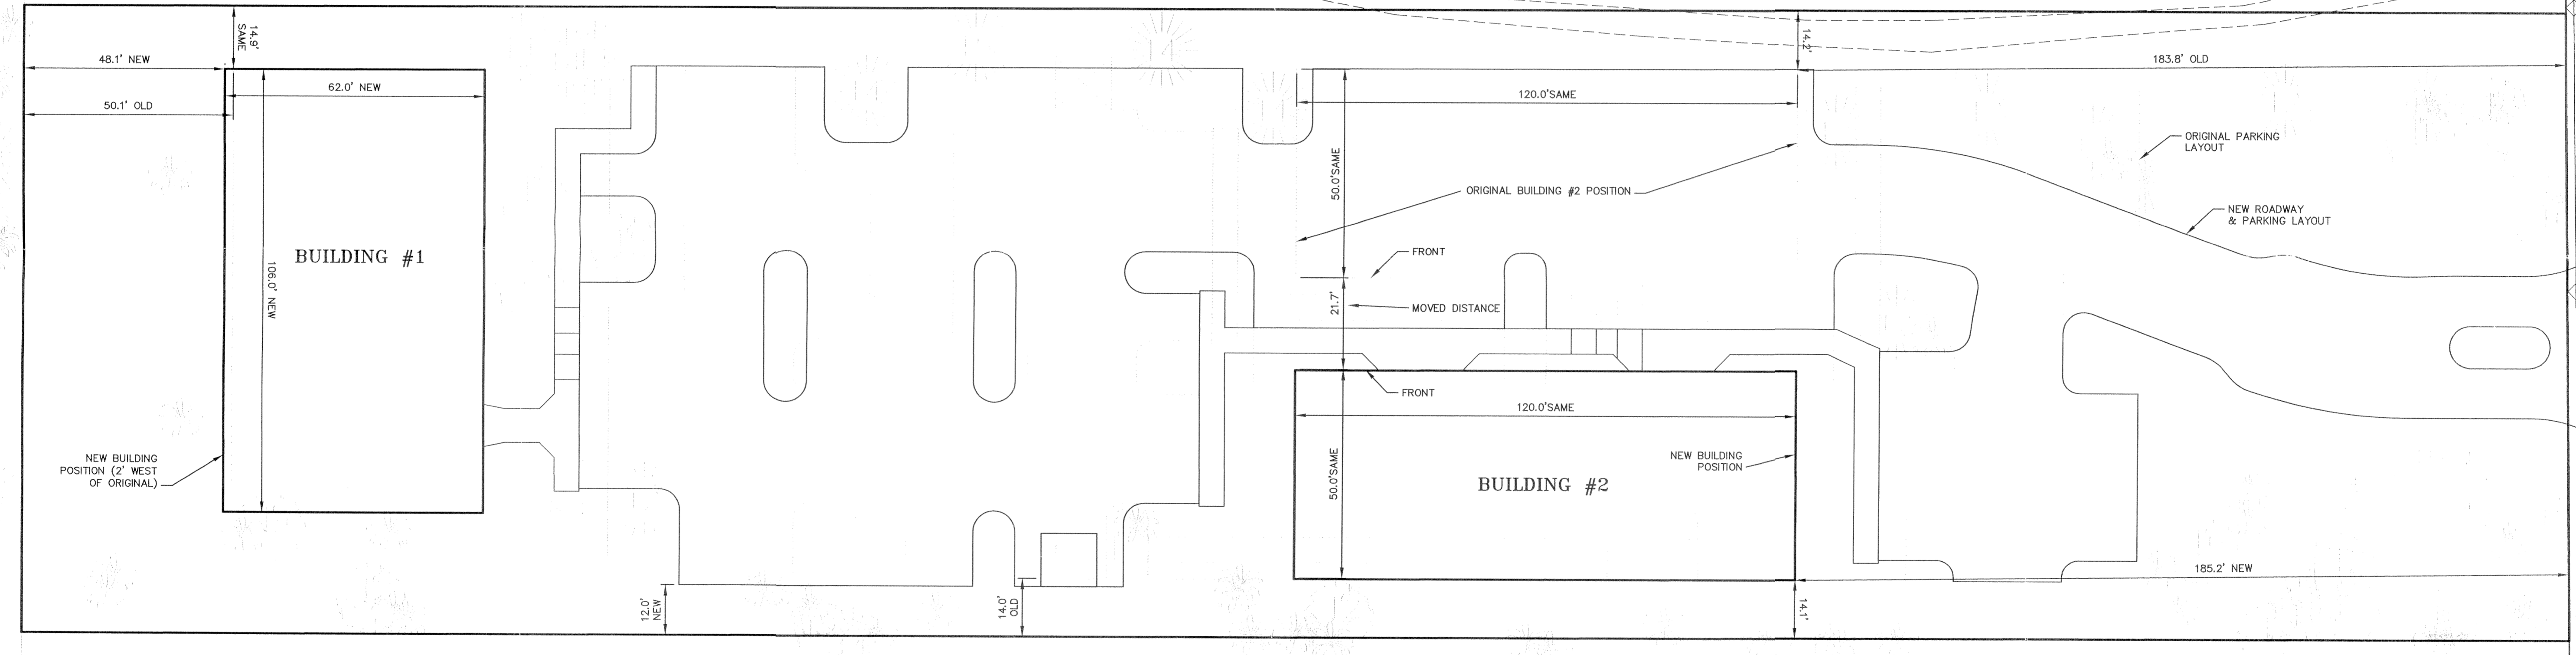 14.9'
SAME
48.1' NEW
50.1' OLD
62.0' NEW
106.0' NEW
BUILDING #1
NEW BUILDING
POSITION (2' WEST
OF ORIGINAL)
12.0'
NEW
14.0'
OLD
14.2'
183.8' OLD
120.0'SAME
50.0'SAME
ORIGINAL BUILDING #2 POSITION
ORIGINAL PARKING
LAYOUT
NEW ROADWAY
& PARKING LAYOUT
FRONT
21.7'
MOVED DISTANCE
FRONT
120.0'SAME
50.0'SAME
NEW BUILDING
POSITION
BUILDING #2
185.2' NEW
14.1'